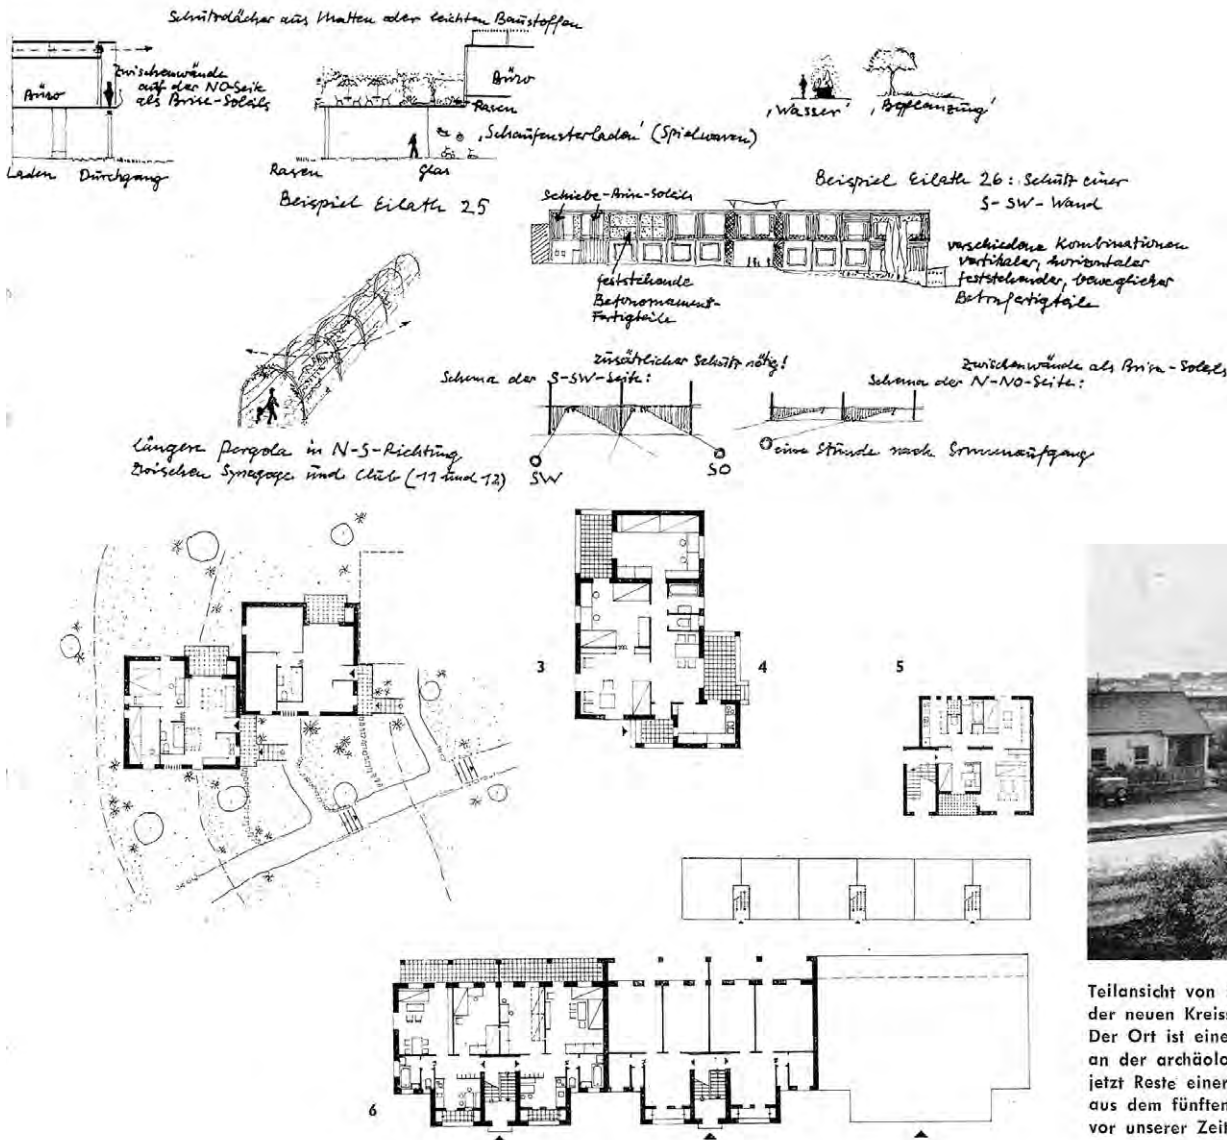 Schutzdächer aus Matten oder leichten Baustoffen
Büro
Zwischenwände
auf der NO-Seite
als Brise-Soleils
Laden Durchgang
Büro
Rasen
'Schaufensterladen' (Spielwaren)
Rasen
Glas
Beispiel Eilath 25
'Wasser'
'Bepflanzung'
Beispiel Eilath 26: Schutz einer
S-SW-Wand
Schiebe-Brise-Soleils
feststehende
Betonornament-
Fertigteile
verschiedene Kombinationen
vertikaler, horizontaler
feststehender, beweglicher
Betonfertigteile
zusätzlicher Schutz nötig!
Schema der S-SW-Seite:
SW
SO
Zwischenwände als Brise-Soleils
Schema der N-NO-Seite:
eine Stunde nach Sonnenaufgang
längere Pergola in N-S-Richtung
zwischen Synagoge und Club (11 und 12)
3
4
5
6
Teilansicht von
der neuen Kreis
Der Ort ist eine
an der archäolo
jetzt Reste einer
aus dem fünften
vor unserer Zeit